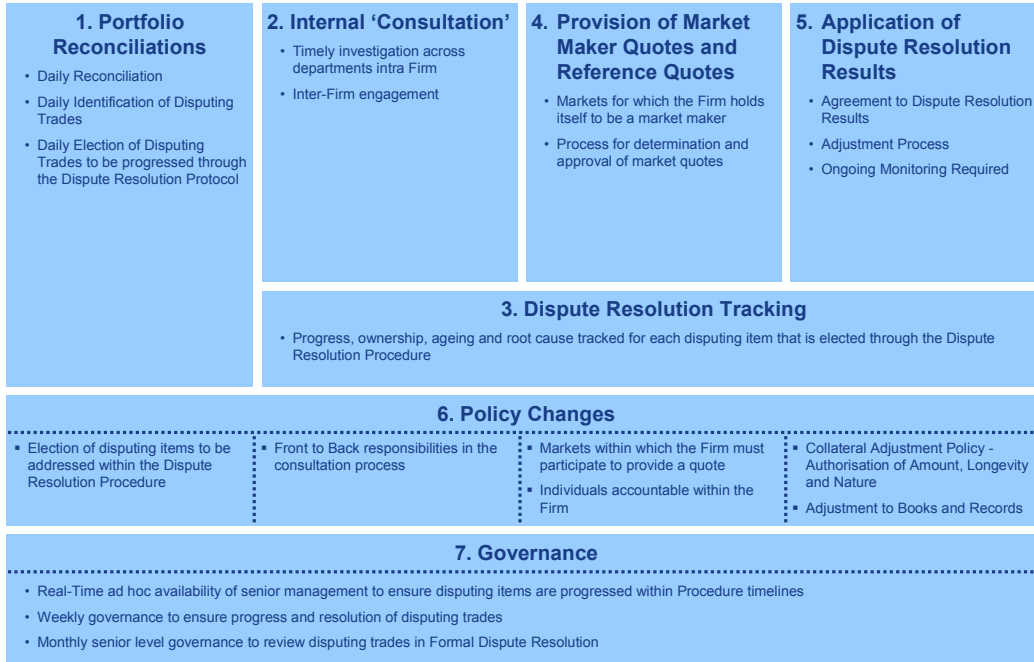 1. Portfolio
Reconciliations
• Daily Reconciliation
• Daily Identification of Disputing
Trades
• Daily Election of Disputing
Trades to be progressed through
the Dispute Resolution Protocol
2. Internal ‘Consultation’
• Timely investigation across
departments intra Firm
• Inter-Firm engagement
4. Provision of Market
Maker Quotes and
Reference Quotes
• Markets for which the Firm holds
itself to be a market maker
• Process for determination and
approval of market quotes
5. Application of
Dispute Resolution
Results
• Agreement to Dispute Resolution
Results
• Adjustment Process
• Ongoing Monitoring Required
3. Dispute Resolution Tracking
• Progress, ownership, ageing and root cause tracked for each disputing item that is elected through the Dispute
Resolution Procedure
6. Policy Changes
▪ Election of disputing items to be
addressed within the Dispute
Resolution Procedure
▪ Front to Back responsibilities in the
consultation process
▪ Markets within which the Firm must
participate to provide a quote
▪ Individuals accountable within the
Firm
▪ Collateral Adjustment Policy -
Authorisation of Amount, Longevity
and Nature
▪ Adjustment to Books and Records
7. Governance
• Real-Time ad hoc availability of senior management to ensure disputing items are progressed within Procedure timelines
• Weekly governance to ensure progress and resolution of disputing trades
• Monthly senior level governance to review disputing trades in Formal Dispute Resolution